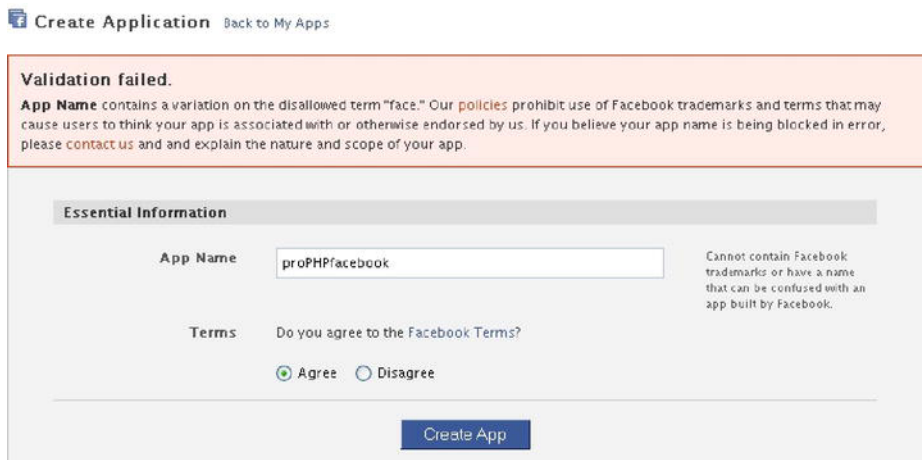 Create Application Back to My Apps
Validation failed.
App Name contains a variation on the disallowed term "face." Our policies prohibit use of Facebook trademarks and terms that may
cause users to think your app is associated with or otherwise endorsed by us. If you believe your app name is being blocked in error,
please contact us and and explain the nature and scope of your app.
Essential Information
App Name
proPHPfacebook
Cannot contain Facebook
trademarks or have a name
that can be confused with an
app built by Facebook.
Terms
Do you agree to the Facebook Terms?
Agree Disagree
Create App